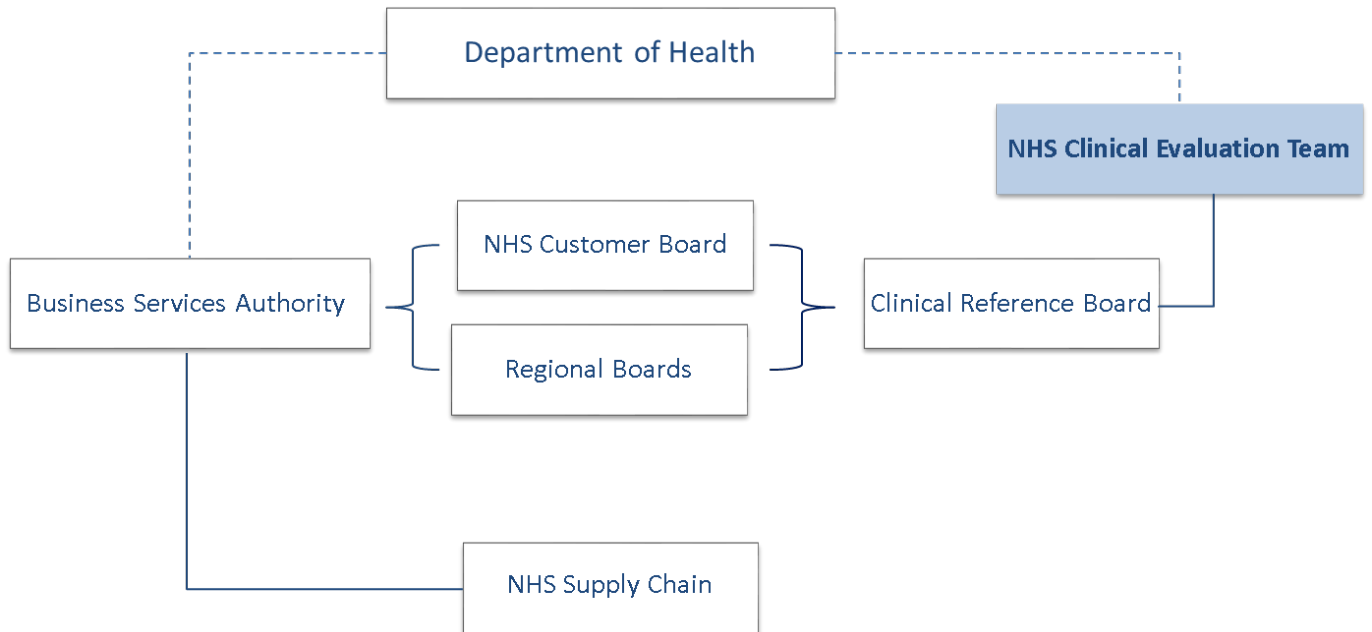 Department of Health
NHS Clinical Evaluation Team
NHS Customer Board
Business Services Authority
Clinical Reference Board
Regional Boards
NHS Supply Chain